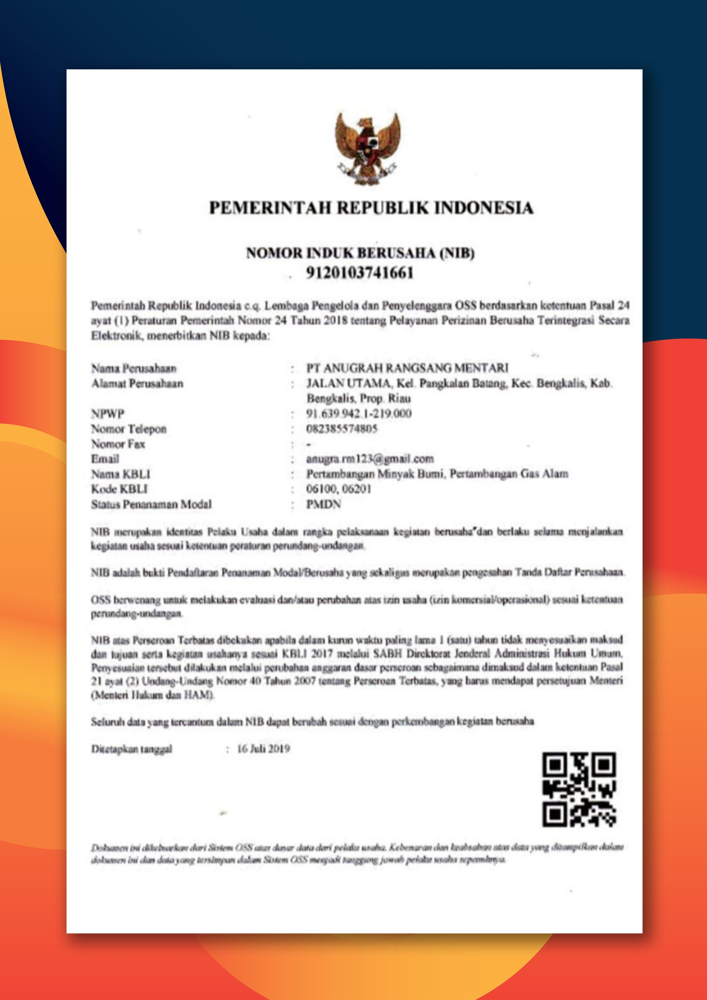 PEMERINTAH REPUBLIK INDONESIA
NOMOR INDUK BERUSAHA (NIB)
9120103741661
Pemerintah Republik Indonesia c.q. Lembaga Pengelola dan Penyelenggara OSS berdasarkan ketentuan Pasal 24
ayat (1) Peraturan Pemerintah Nomor 24 Tahun 2018 tentang Pelayanan Perizinan Berusaha Terintegrasi Secara
Elektronik, menerbitkan NIB kepada:
Nama Perusahaan : PT ANUGRAH RANGSANG MENTARI
Alamat Perusahaan : JALAN UTAMA, Kel. Pangkalan Batang, Kec. Bengkalis, Kab.
Bengkalis, Prop. Riau
NPWP : 91.639.942.1-219.000
Nomor Telepon : 082385574805
Nomor Fax : -
Email : anugra.rm123@gmail.com
Nama KBLI : Pertambangan Minyak Bumi, Pertambangan Gas Alam
Kode KBLI : 06100, 06201
Status Penanaman Modal : PMDN
NIB merupakan identitas Pelaku Usaha dalam rangka pelaksanaan kegiatan berusaha dan berlaku selama menjalankan
kegiatan usaha sesuai ketentuan peraturan perundang-undangan.
NIB adalah bukti Pendaftaran Penanaman Modal/Berusaha yang sekaligus merupakan pengesahan Tanda Daftar Perusahaan.
OSS berwenang untuk melakukan evaluasi dan/atau perubahan atas izin usaha (izin komersial/operasional) sesuai ketentuan
perundang-undangan.
NIB atas Perseroan Terbatas dibekukan apabila dalam kurun waktu paling lama 1 (satu) tahun tidak menyesuaikan maksud
dan tujuan serta kegiatan usahanya sesuai KBLI 2017 melalui SABH Direktorat Jenderal Administrasi Hukum Umum.
Penyesuaian tersebut dilakukan melalui perubahan anggaran dasar perseroan sebagaimana dimaksud dalam ketentuan Pasal
21 ayat (2) Undang-Undang Nomor 40 Tahun 2007 tentang Perseroan Terbatas, yang harus mendapat persetujuan Menteri
(Menteri Hukum dan HAM).
Seluruh data yang tercantum dalam NIB dapat berubah sesuai dengan perkembangan kegiatan berusaha
Ditetapkan tanggal : 16 Juli 2019
Dokumen ini dikeluarkan dari Sistem OSS atas dasar data dari pelaku usaha. Kebenaran dan keabsahan atas data yang ditampilkan dalam
dokumen ini dan data yang tersimpan dalam Sistem OSS menjadi tanggung jawab pelaku usaha sepenuhnya.